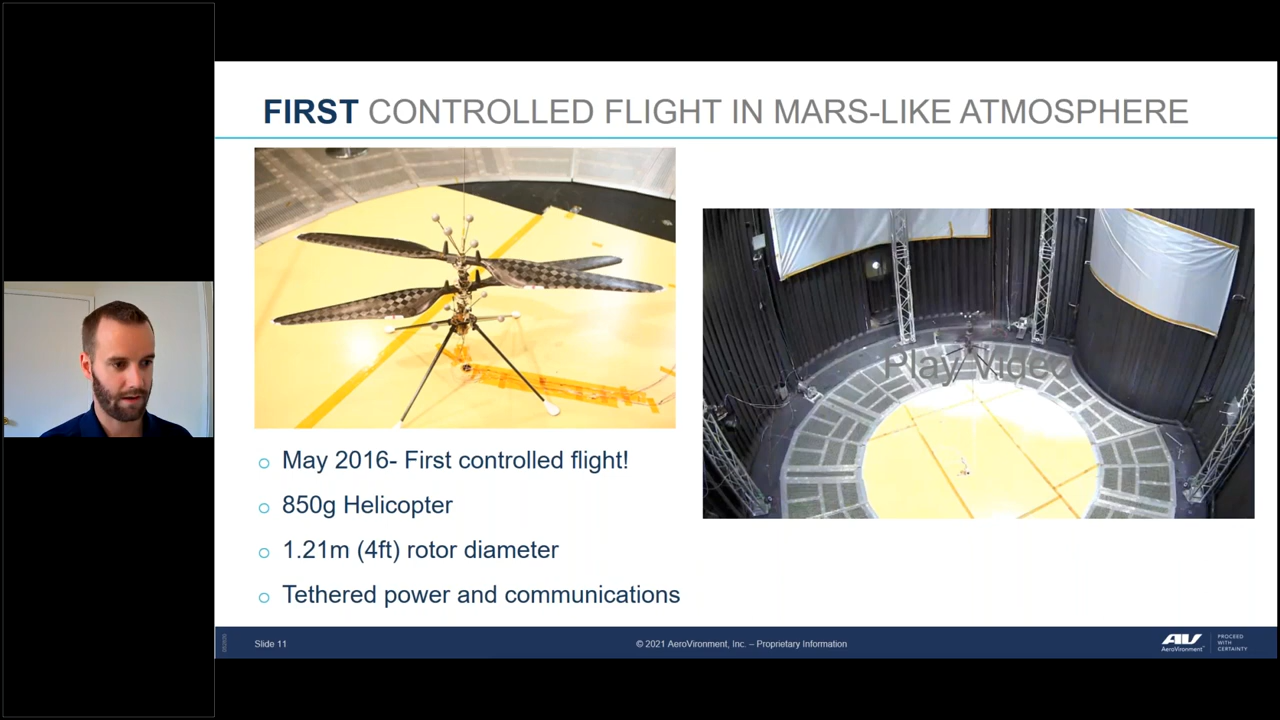 FIRST CONTROLLED FLIGHT IN MARS-LIKE ATMOSPHERE
Play Video
May 2016- First controlled flight!
850g Helicopter
1.21m (4ft) rotor diameter
Tethered power and communications
Slide 11
© 2021 AeroVironment, Inc. – Proprietary Information
AV
AeroVironment™
PROCEED
WITH
CERTAINTY